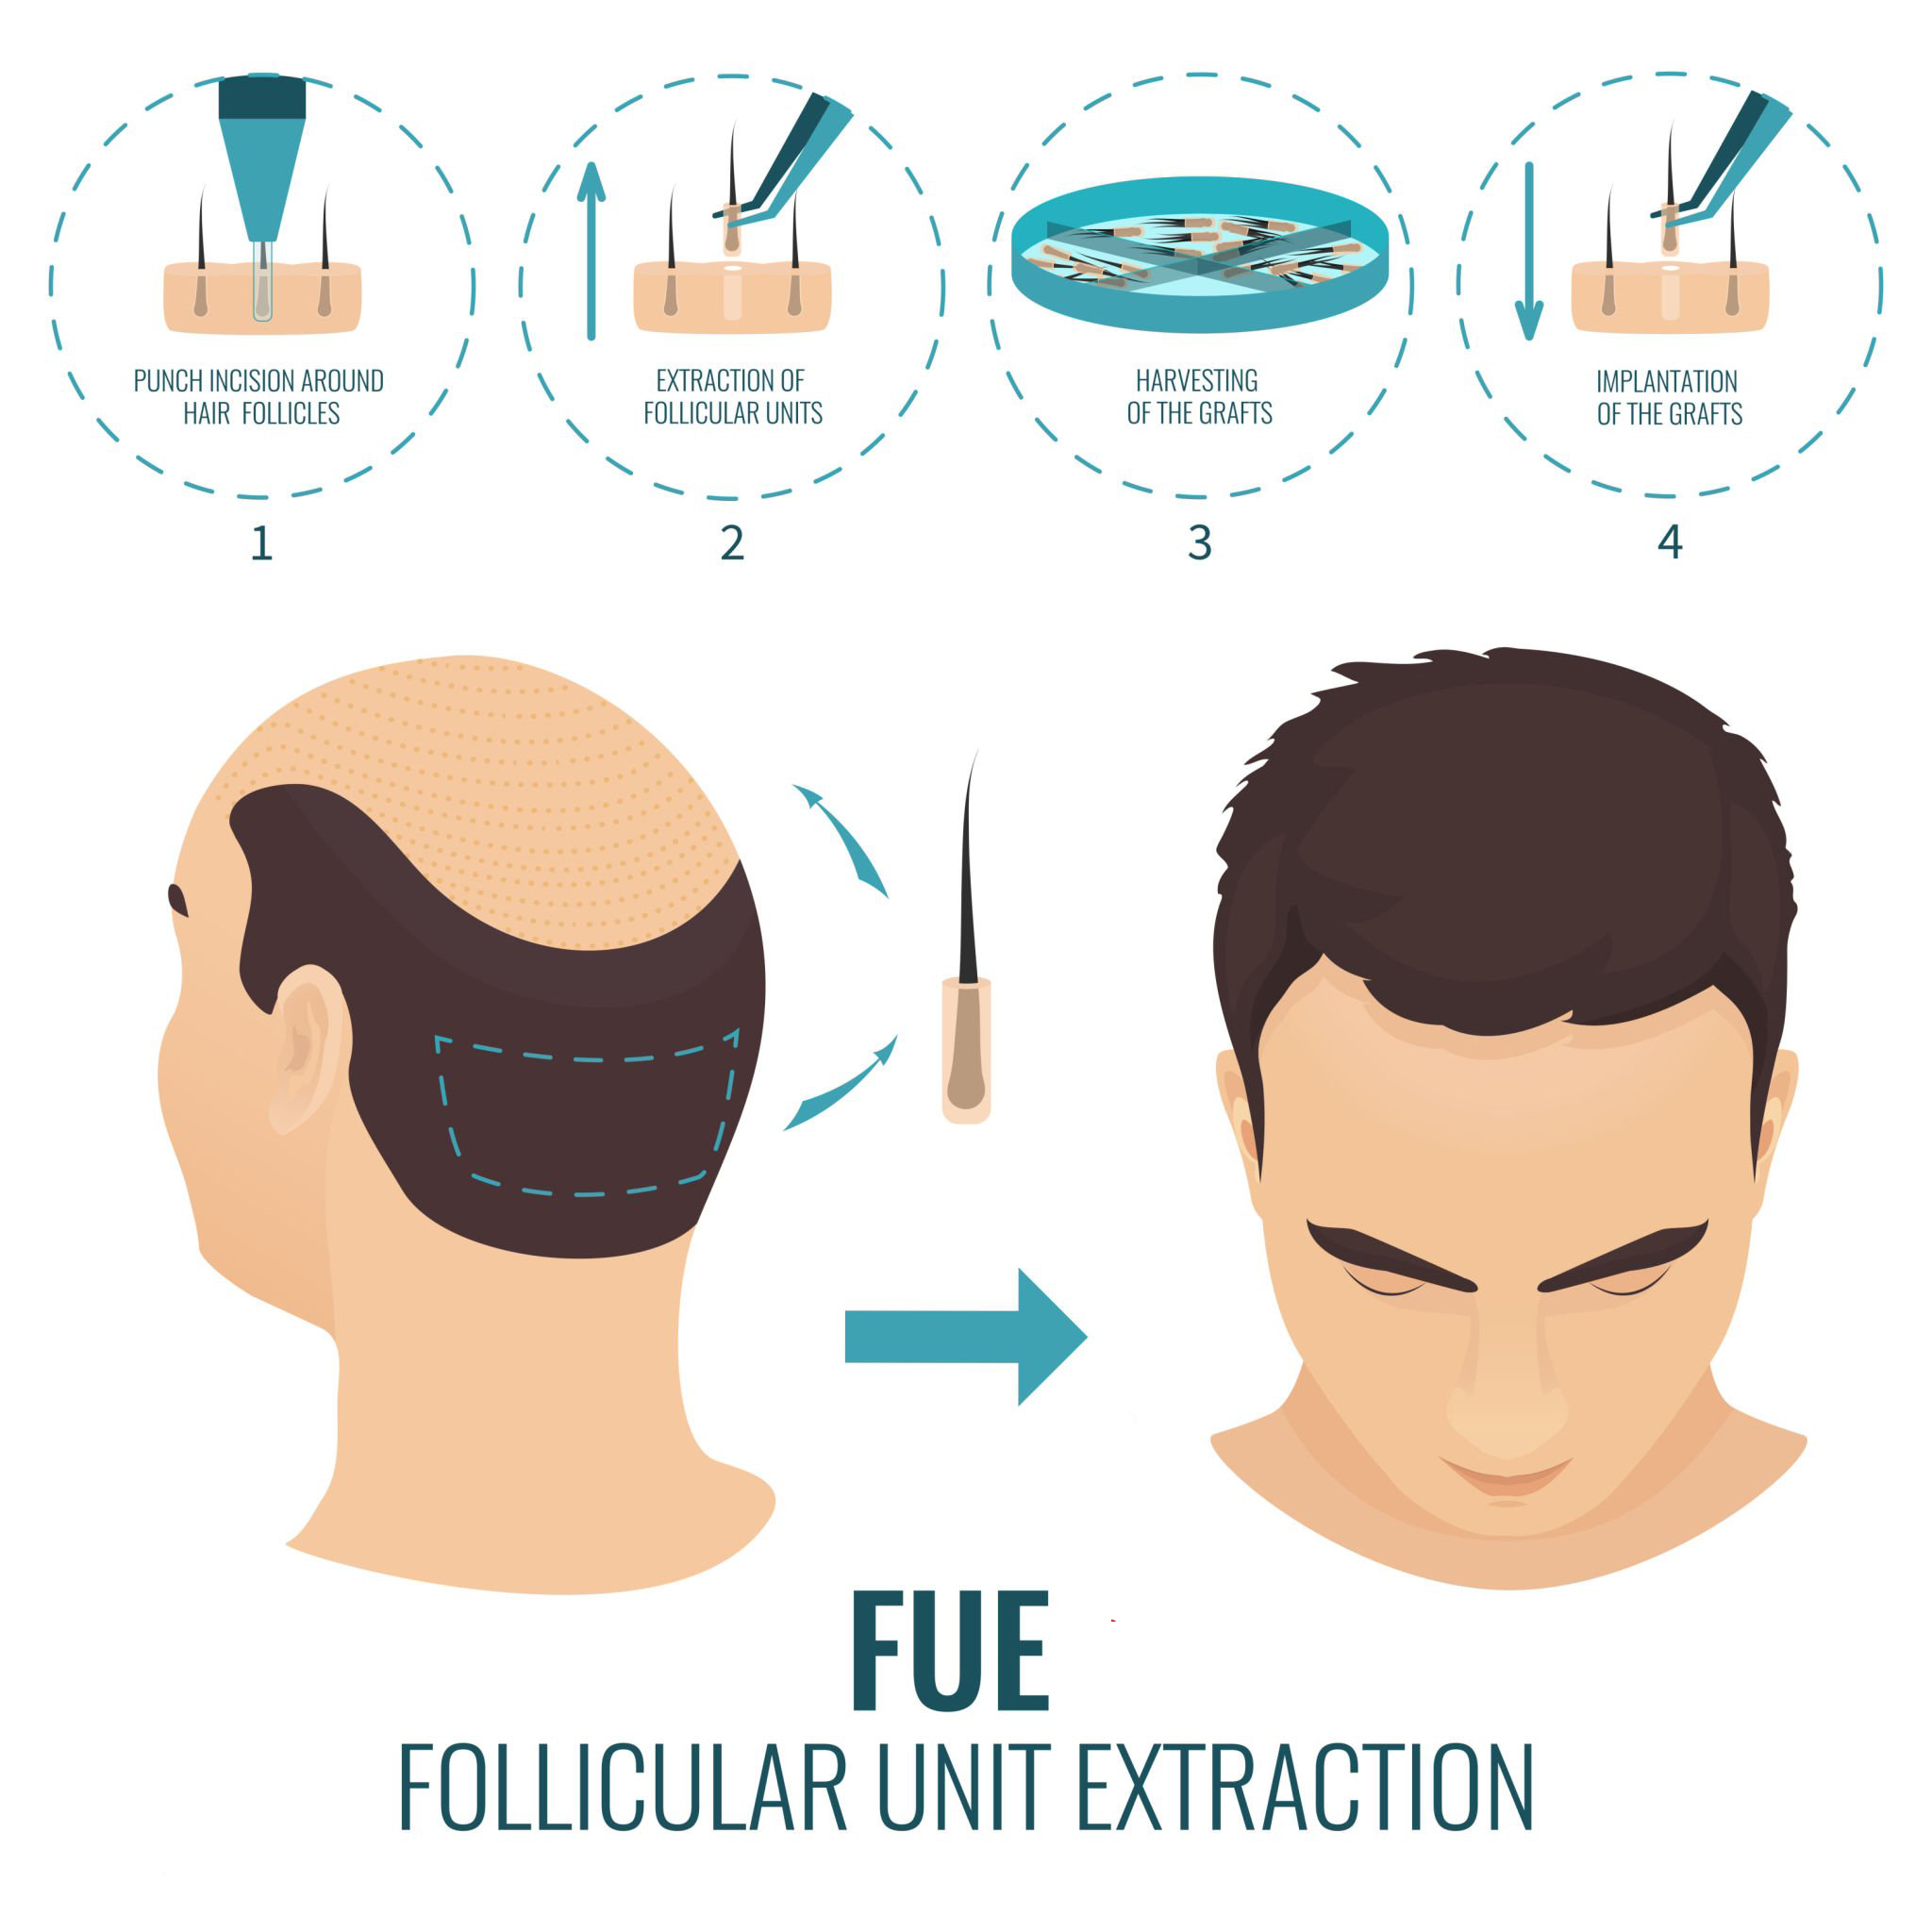 PUNCH INCISION AROUND
HAIR FOLLICLES
1
EXTRACTION OF
FOLLICULAR UNITS
2
HARVESTING
OF THE GRAFTS
3
IMPLANTATION
OF THE GRAFTS
4
FUE
FOLLICULAR UNIT EXTRACTION